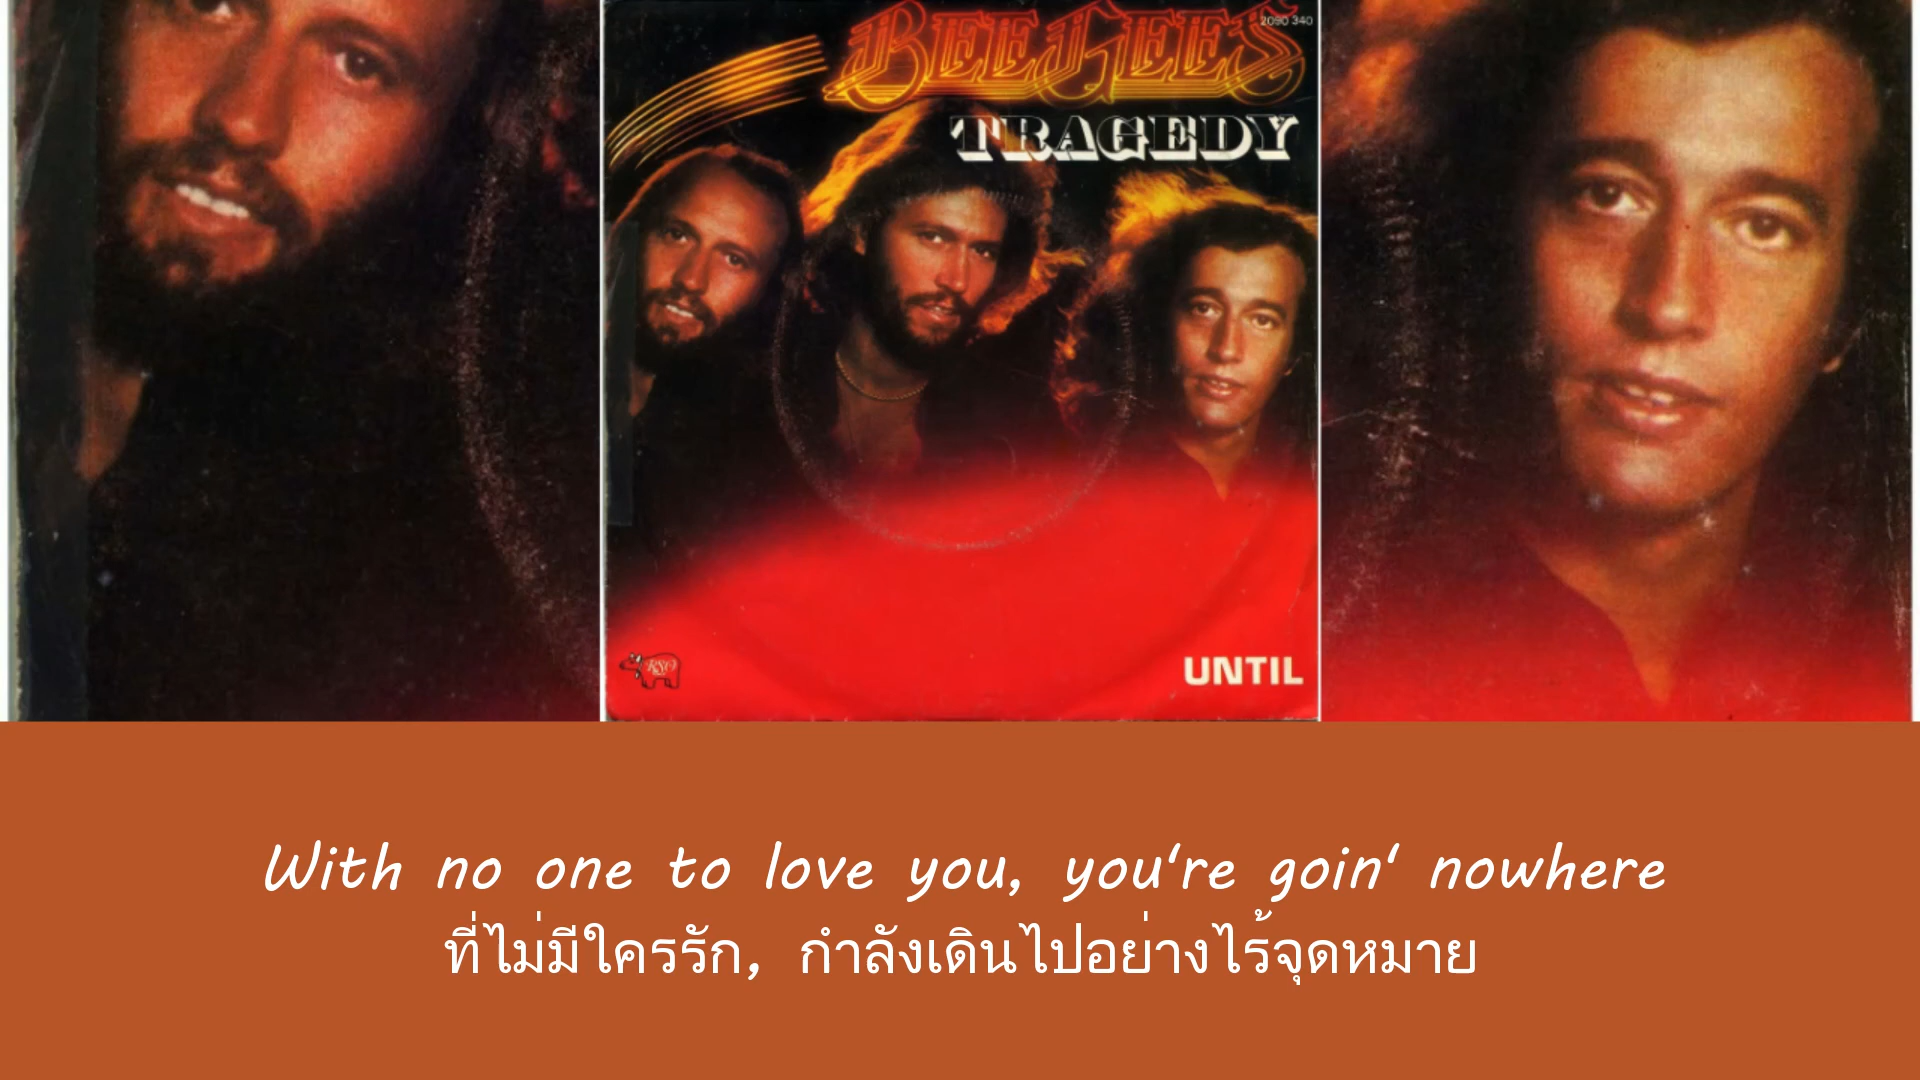 BEE GEES
2090 340
TRAGEDY
RSO
UNTIL
With no one to love you, you're goin' nowhere
ที่ไม่มีใครรัก, กำลังเดินไปอย่างไร้จุดหมาย